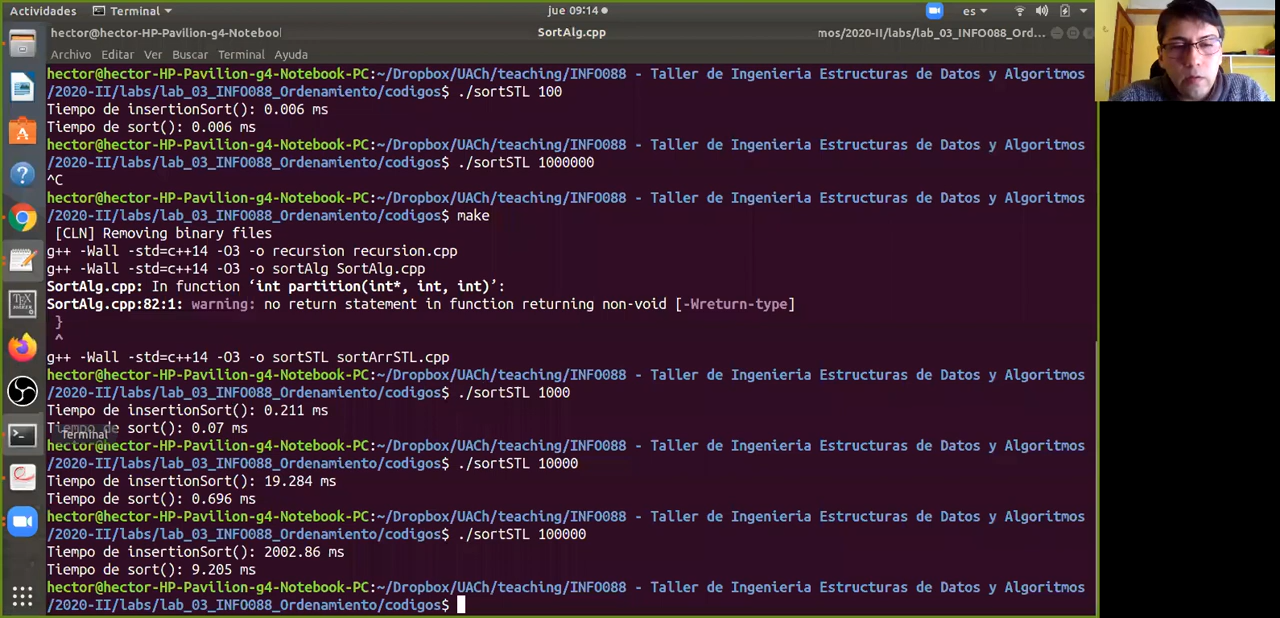 Actividades Terminal jue 09:14 es
hector@hector-HP-Pavilion-g4-Notebook SortAlg.cpp mos/2020-II/labs/lab_03_INFO088_Ord...
Archivo Editar Ver Buscar Terminal Ayuda
hector@hector-HP-Pavilion-g4-Notebook-PC:~/Dropbox/UACh/teaching/INFO088 - Taller de Ingenieria Estructuras de Datos y Algoritmos
/2020-II/labs/lab_03_INFO088_Ordenamiento/codigos$ ./sortSTL 100
Tiempo de insertionSort(): 0.006 ms
Tiempo de sort(): 0.006 ms
hector@hector-HP-Pavilion-g4-Notebook-PC:~/Dropbox/UACh/teaching/INFO088 - Taller de Ingenieria Estructuras de Datos y Algoritmos
/2020-II/labs/lab_03_INFO088_Ordenamiento/codigos$ ./sortSTL 1000000
^C
hector@hector-HP-Pavilion-g4-Notebook-PC:~/Dropbox/UACh/teaching/INFO088 - Taller de Ingenieria Estructuras de Datos y Algoritmos
/2020-II/labs/lab_03_INFO088_Ordenamiento/codigos$ make
[CLN] Removing binary files
g++ -Wall -std=c++14 -O3 -o recursion recursion.cpp
g++ -Wall -std=c++14 -O3 -o sortAlg SortAlg.cpp
SortAlg.cpp: In function ‘int partition(int*, int, int)’:
SortAlg.cpp:82:1: warning: no return statement in function returning non-void [-Wreturn-type]
}
^
g++ -Wall -std=c++14 -O3 -o sortSTL sortArrSTL.cpp
hector@hector-HP-Pavilion-g4-Notebook-PC:~/Dropbox/UACh/teaching/INFO088 - Taller de Ingenieria Estructuras de Datos y Algoritmos
/2020-II/labs/lab_03_INFO088_Ordenamiento/codigos$ ./sortSTL 1000
Tiempo de insertionSort(): 0.211 ms
Tiempo de sort(): 0.07 ms
Terminal
hector@hector-HP-Pavilion-g4-Notebook-PC:~/Dropbox/UACh/teaching/INFO088 - Taller de Ingenieria Estructuras de Datos y Algoritmos
/2020-II/labs/lab_03_INFO088_Ordenamiento/codigos$ ./sortSTL 10000
Tiempo de insertionSort(): 19.284 ms
Tiempo de sort(): 0.696 ms
hector@hector-HP-Pavilion-g4-Notebook-PC:~/Dropbox/UACh/teaching/INFO088 - Taller de Ingenieria Estructuras de Datos y Algoritmos
/2020-II/labs/lab_03_INFO088_Ordenamiento/codigos$ ./sortSTL 100000
Tiempo de insertionSort(): 2002.86 ms
Tiempo de sort(): 9.205 ms
hector@hector-HP-Pavilion-g4-Notebook-PC:~/Dropbox/UACh/teaching/INFO088 - Taller de Ingenieria Estructuras de Datos y Algoritmos
/2020-II/labs/lab_03_INFO088_Ordenamiento/codigos$